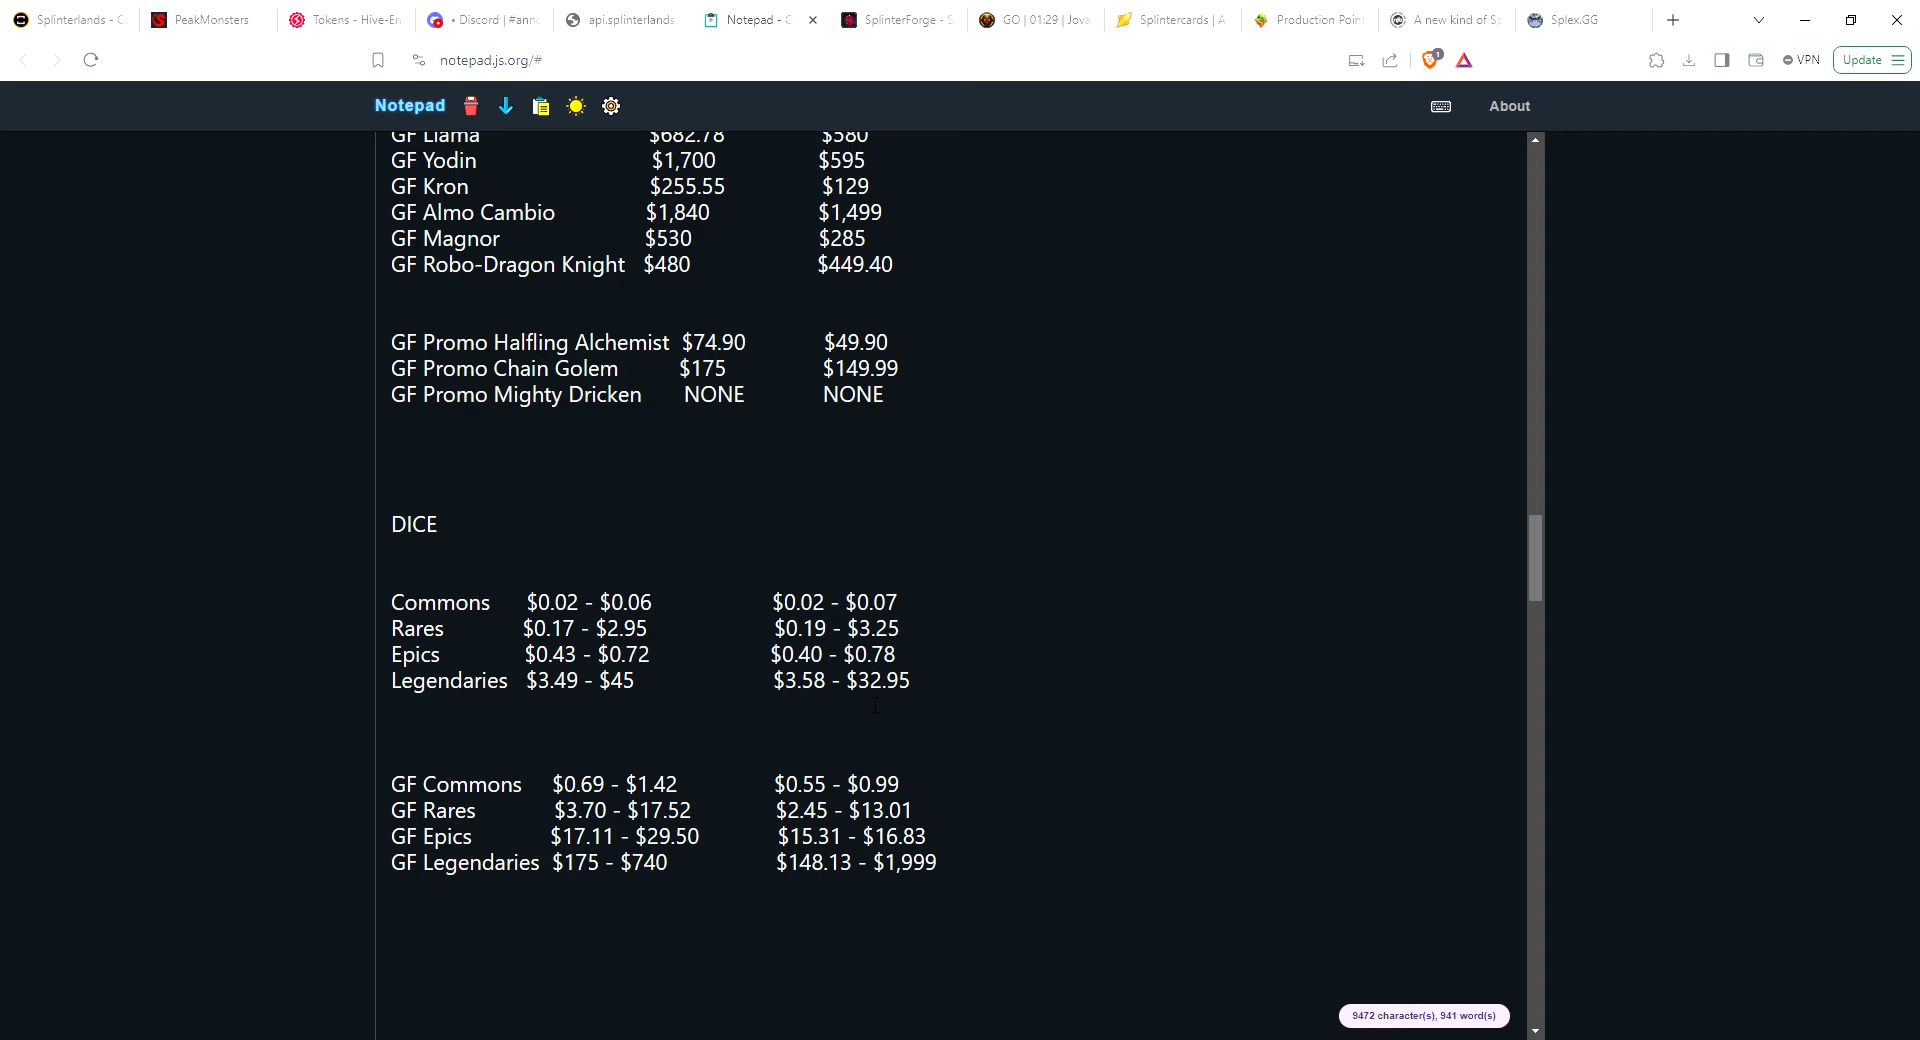 Splinterlands - C
PeakMonsters
Tokens - Hive-En
• Discord | #anno
api.splinterlands
Notepad - C
SplinterForge - S
GO | 01:29 | Jova
Splintercards | A
Production Point
A new kind of Sp
Splex.GG
notepad.js.org/#
1
VPN
Update
Notepad
About
GF Llama $682.78 $580
GF Yodin $1,700 $595
GF Kron $255.55 $129
GF Almo Cambio $1,840 $1,499
GF Magnor $530 $285
GF Robo-Dragon Knight $480 $449.40
GF Promo Halfling Alchemist $74.90 $49.90
GF Promo Chain Golem $175 $149.99
GF Promo Mighty Dricken NONE NONE
DICE
Commons $0.02 - $0.06 $0.02 - $0.07
Rares $0.17 - $2.95 $0.19 - $3.25
Epics $0.43 - $0.72 $0.40 - $0.78
Legendaries $3.49 - $45 $3.58 - $32.95
GF Commons $0.69 - $1.42 $0.55 - $0.99
GF Rares $3.70 - $17.52 $2.45 - $13.01
GF Epics $17.11 - $29.50 $15.31 - $16.83
GF Legendaries $175 - $740 $148.13 - $1,999
9472 character(s), 941 word(s)